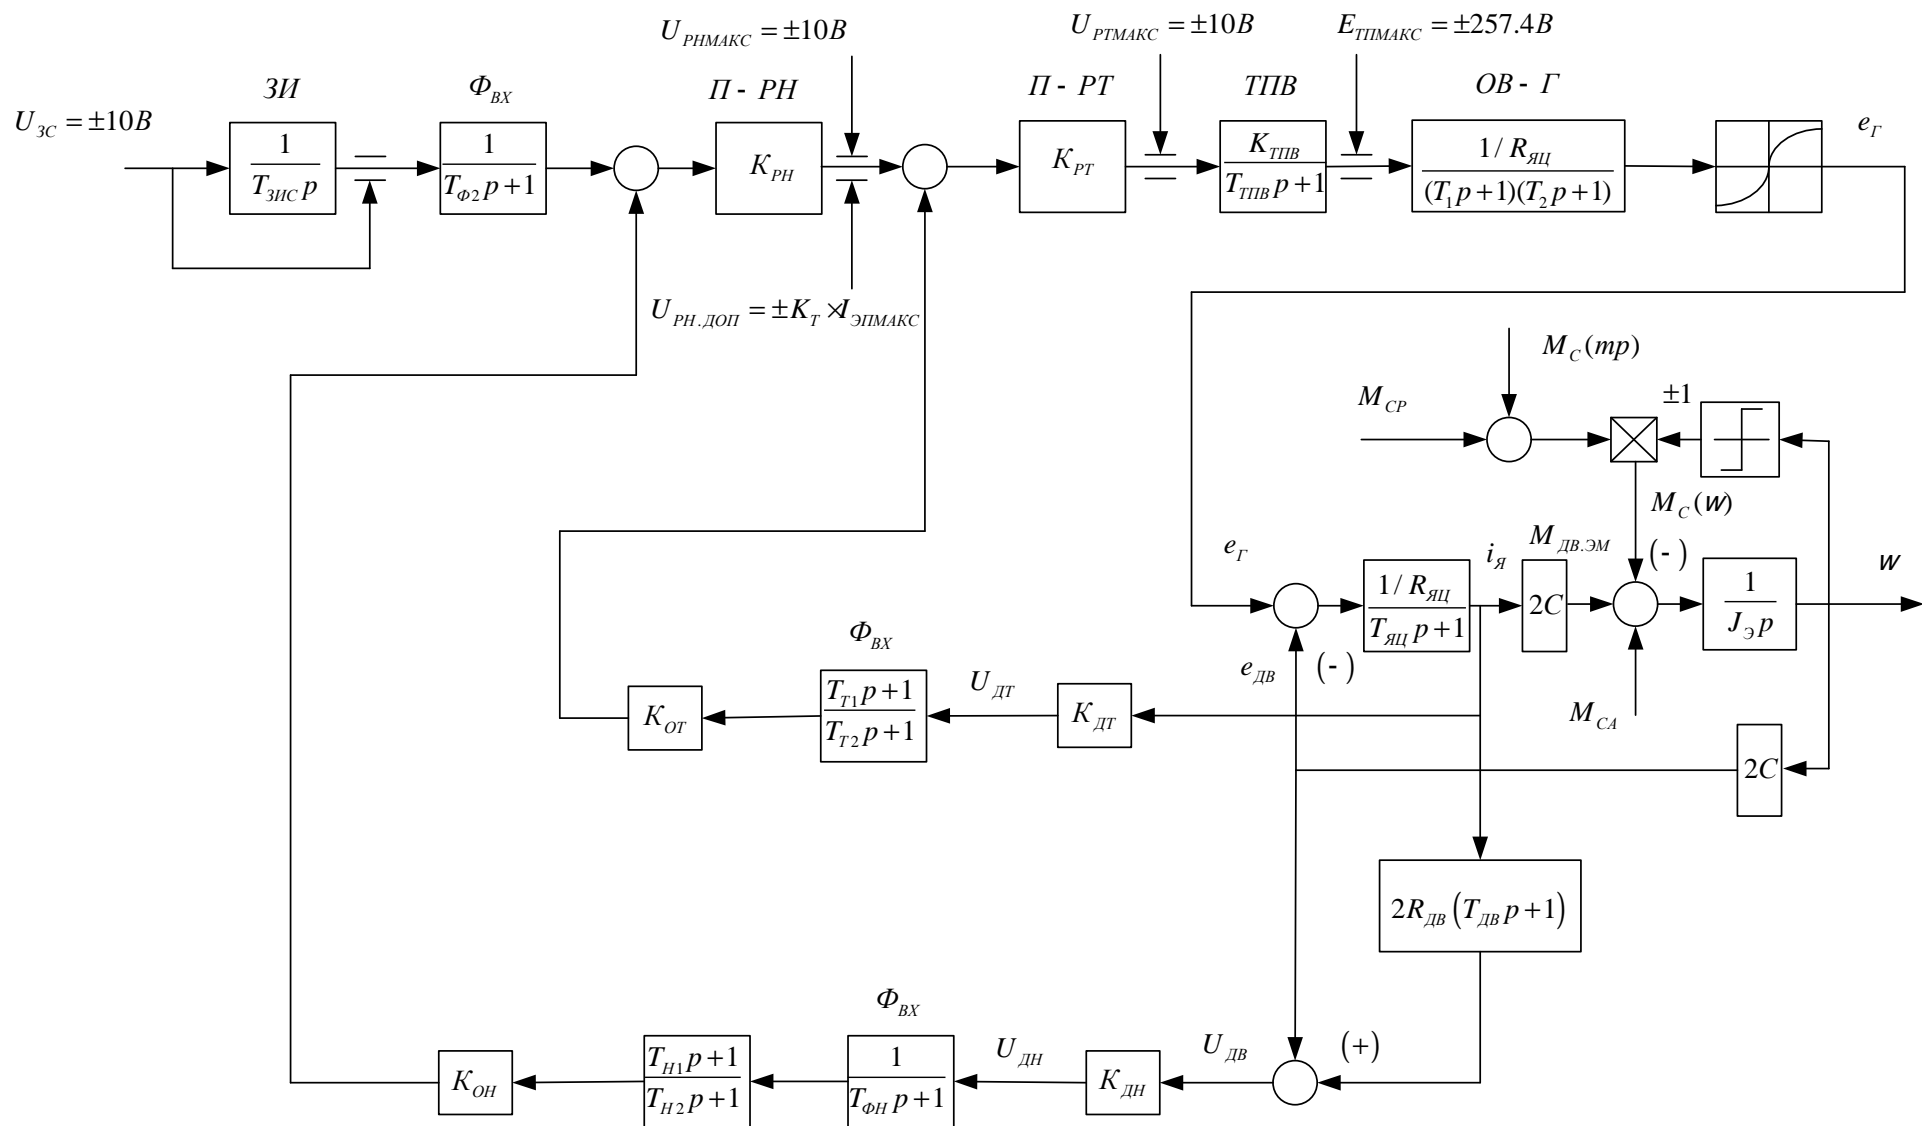 U_РНМАКС = ±10В
U_РТМАКС = ±10В
E_ТПМАКС = ±257.4В
ЗИ
Ф_ВХ
П - РН
П - РТ
ТПВ
ОВ - Г
U_ЗС = ±10В
e_Г
1
T_ЗИС p
1
T_Ф2 p + 1
K_РН
K_РТ
K_ТПВ
T_ТПВ p + 1
1 / R_ЯЦ
(T_1 p + 1)(T_2 p + 1)
U_РН.ДОП = ±K_Т × I_ЭПМАКС
M_С (тр)
M_СР
±1
M_С (w)
e_Г
i_Я
M_ДВ.ЭМ
(-)
w
1 / R_ЯЦ
T_ЯЦ p + 1
2C
1
J_Э p
Ф_ВХ
e_ДВ
(-)
K_ОТ
T_Т1 p + 1
T_Т2 p + 1
U_ДТ
K_ДТ
M_СА
2C
2R_ДВ (T_ДВ p + 1)
Ф_ВХ
K_ОН
T_Н1 p + 1
T_Н2 p + 1
1
T_ФН p + 1
U_ДН
K_ДН
U_ДВ
(+)